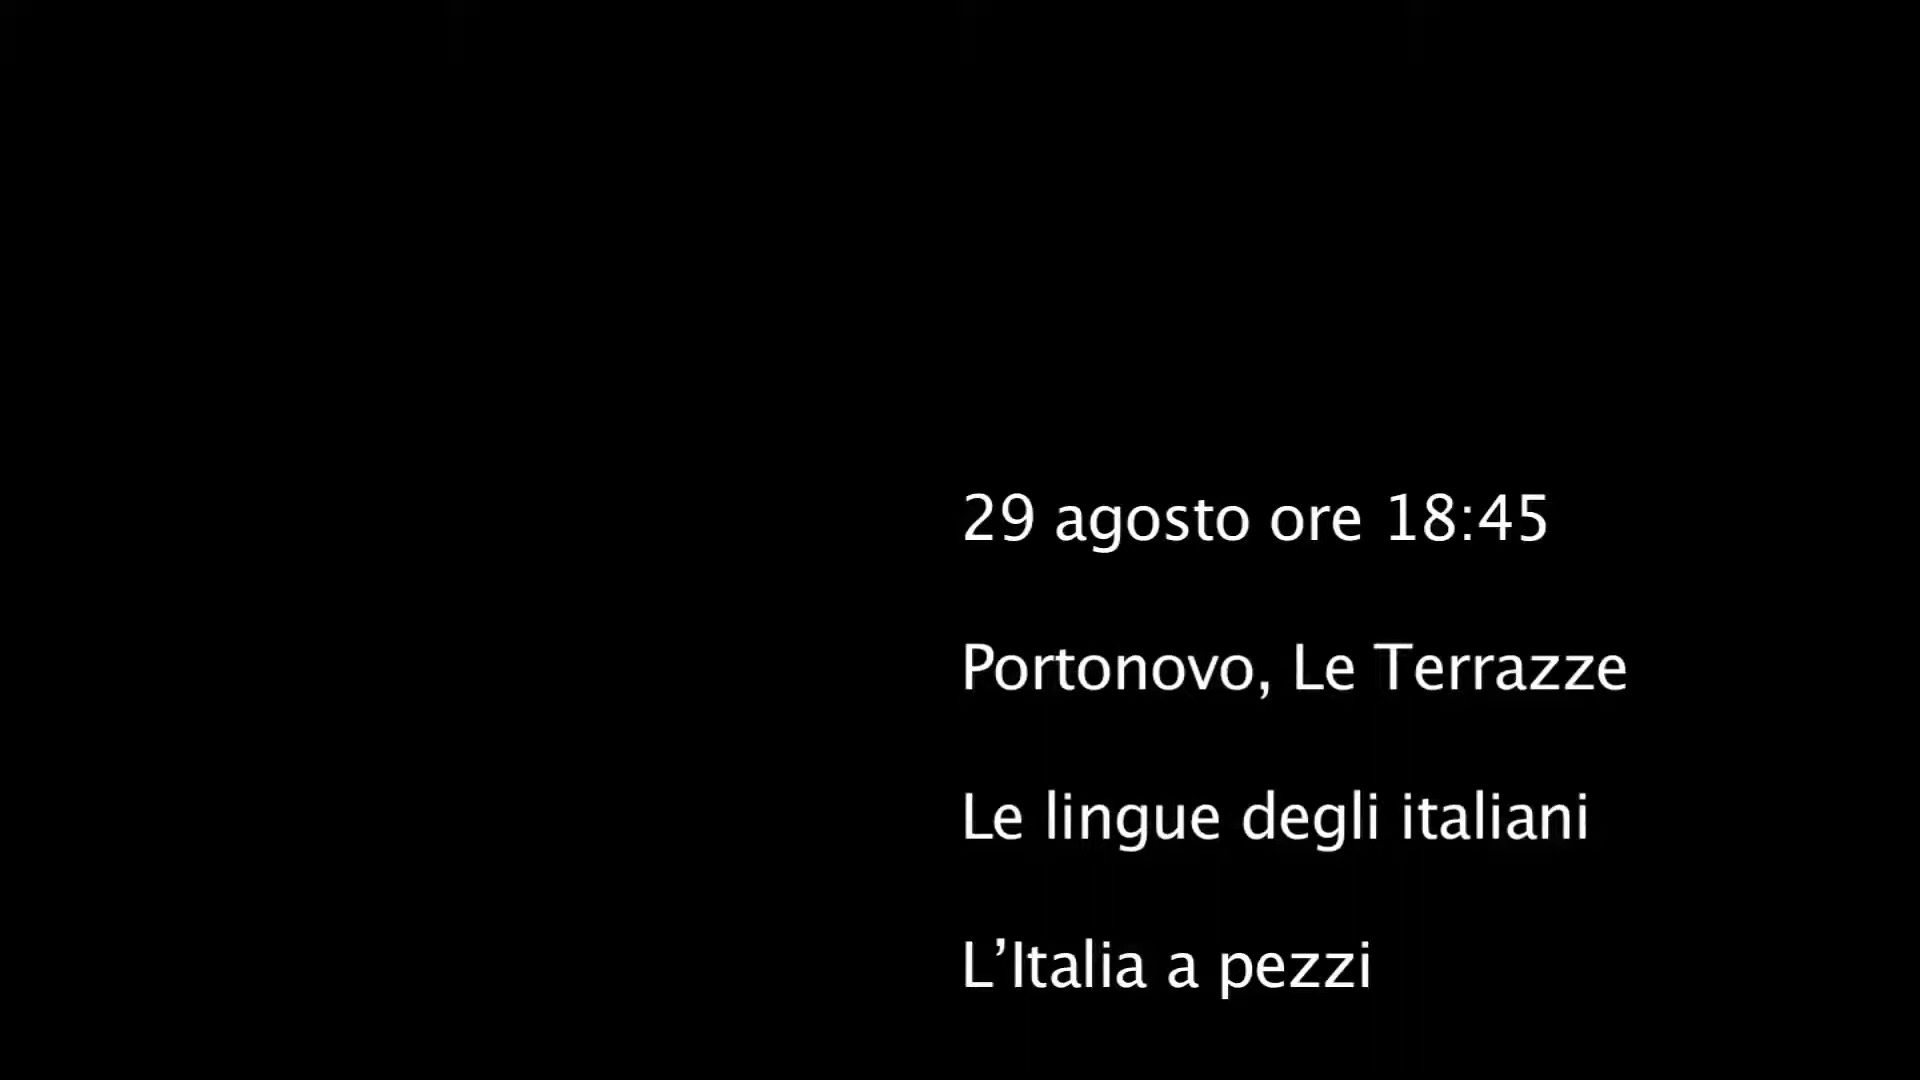 29 agosto ore 18:45
Portonovo, Le Terrazze
Le lingue degli italiani
L’Italia a pezzi